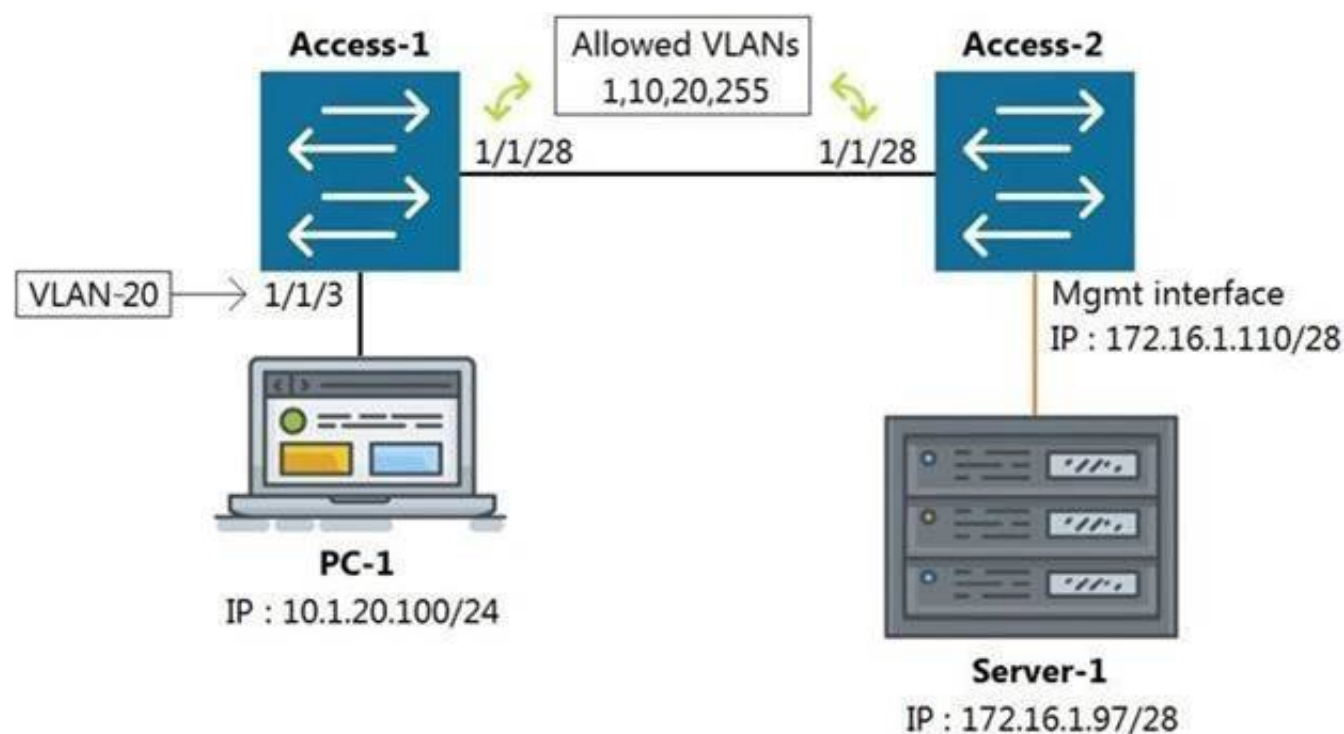 Access-1
Allowed VLANs
1,10,20,255
Access-2
1/1/28
1/1/28
VLAN-20
1/1/3
Mgmt interface
IP : 172.16.1.110/28
PC-1
IP : 10.1.20.100/24
Server-1
IP : 172.16.1.97/28